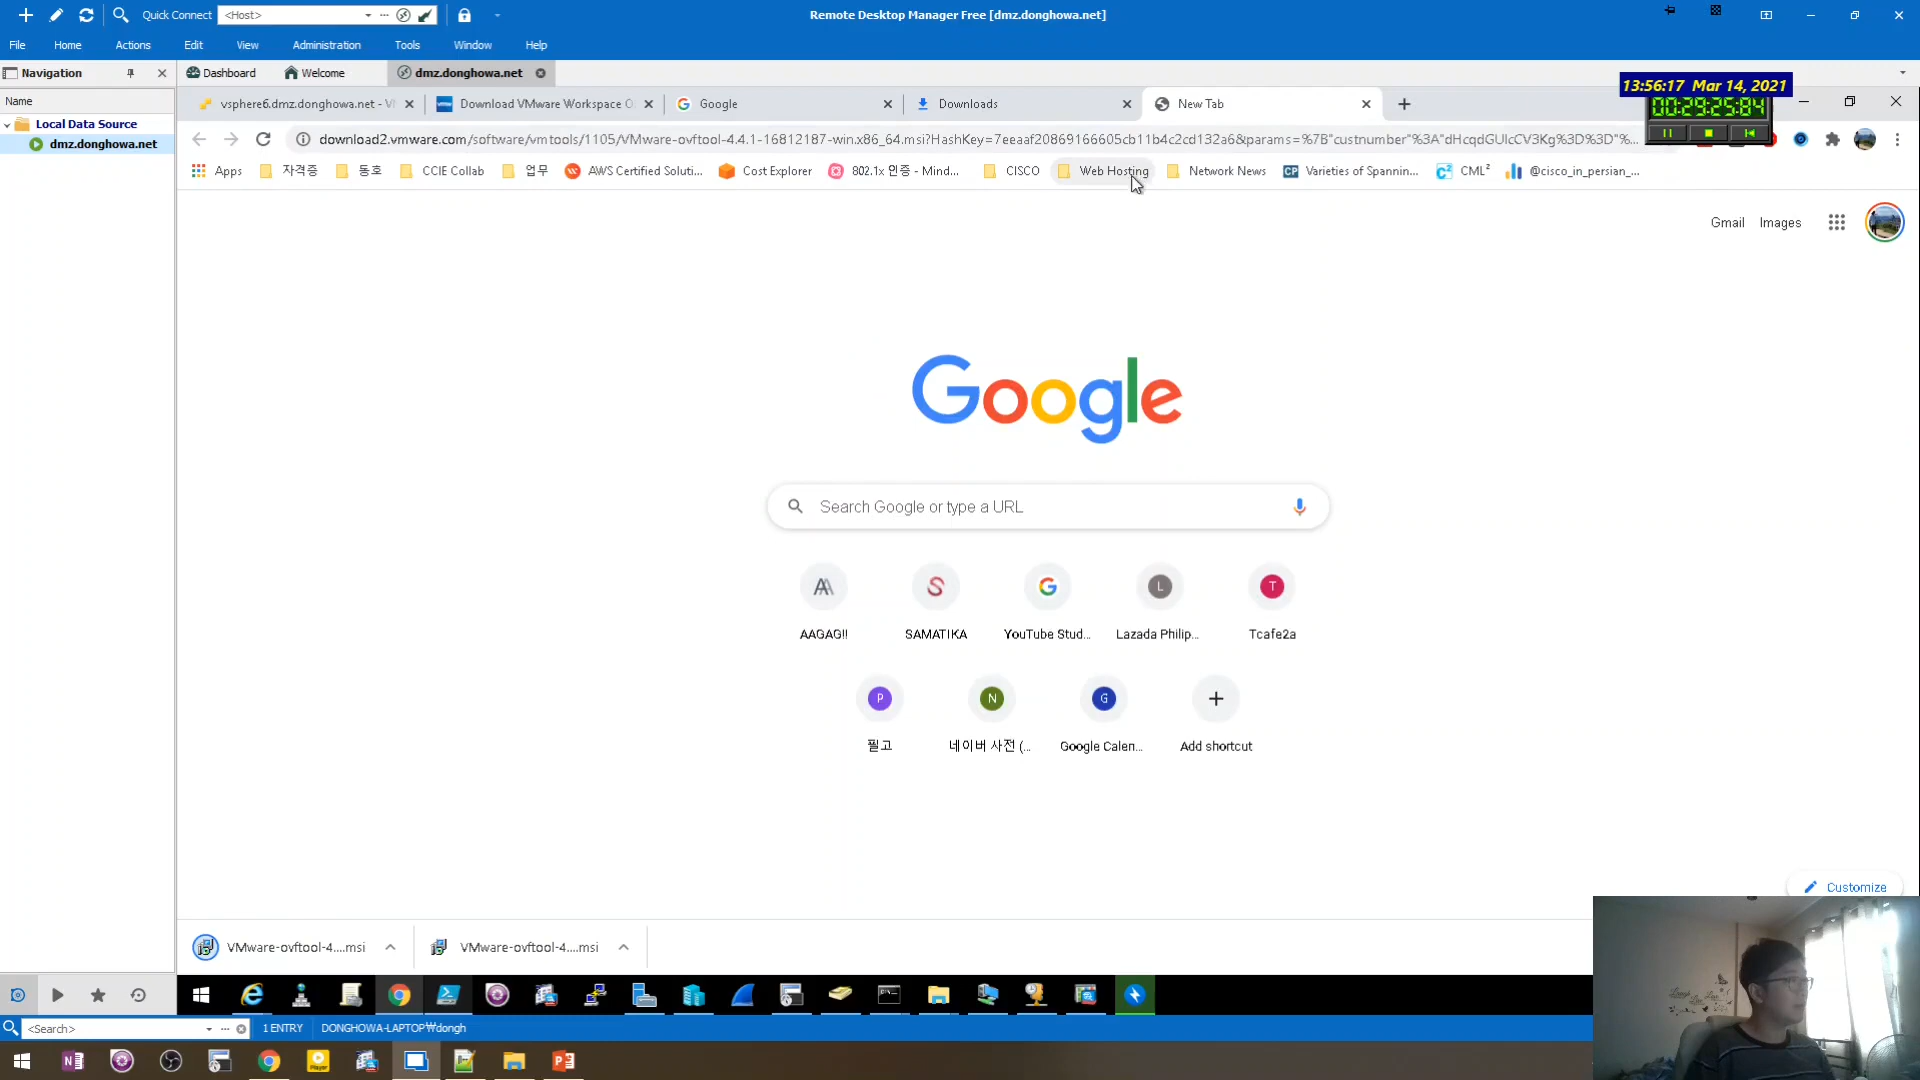 Quick Connect <Host>
Remote Desktop Manager Free [dmz.donghowa.net]
File Home Actions Edit View Administration Tools Window Help
Navigation
Dashboard
Welcome
dmz.donghowa.net
13:56:17 Mar 14, 2021
00:29:25:84
Name
Local Data Source
dmz.donghowa.net
vsphere6.dmz.donghowa.net - V
Download VMware Workspace O
Google
Downloads
New Tab
download2.vmware.com/software/vmtools/1105/VMware-ovftool-4.4.1-16812187-win.x86_64.msi?HashKey=7eeaaf20869166605cb11b4c2cd132a6&params=%7B"custnumber"%3A"dHcqdGUlcCV3Kg%3D%3D"%...
Apps
자격증
동호
CCIE Collab
업무
AWS Certified Soluti...
Cost Explorer
802.1x 인증 - Mind...
CISCO
Web Hosting
Network News
CP Varieties of Spannin...
CML²
@cisco_in_persian_...
Gmail Images
Google
Search Google or type a URL
AAGAG!!
SAMATIKA
YouTube Stud...
L
Lazada Philip...
T
Tcafe2a
P
필고
N
네이버 사전 (...
G
Google Calen...
Add shortcut
Customize
VMware-ovftool-4....msi
VMware-ovftool-4....msi
<Search>
1 ENTRY
DONGHOWA-LAPTOP₩dongh